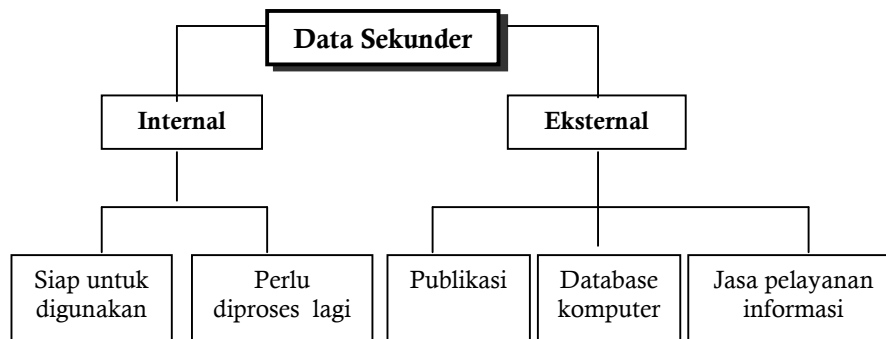 Data Sekunder
Internal
Eksternal
Siap untuk
digunakan
Perlu
diproses lagi
Publikasi
Database
komputer
Jasa pelayanan
informasi